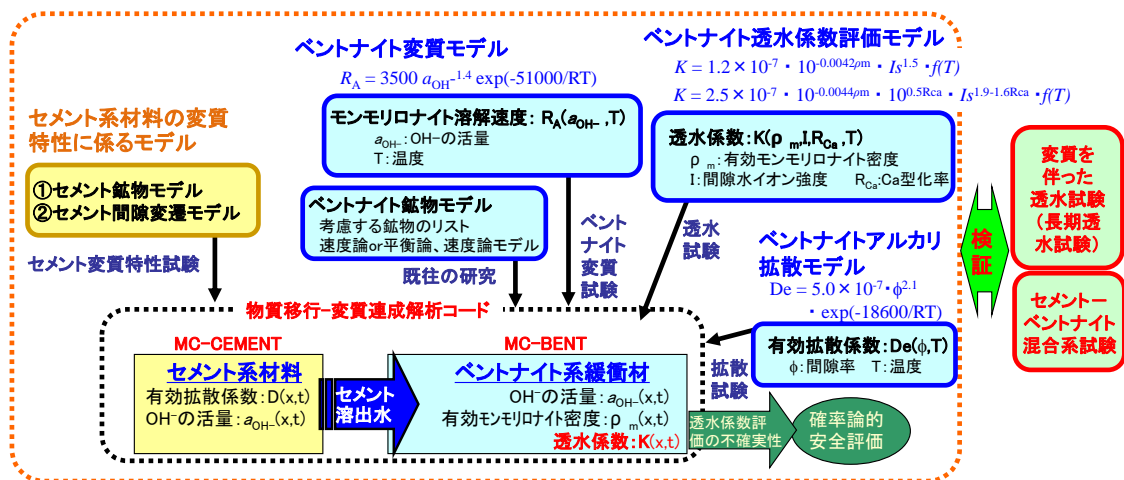 ベントナイト変質モデル
R_A = 3500 a_OH-^1.4 exp(-51000/RT)
モンモリロナイト溶解速度: R_A(a_OH-,T)
a_OH-:OH-の活量
T:温度
ベントナイト透水係数評価モデル
K = 1.2×10^-7・10^-0.0042ρm・Is^1.5・f(T)
K = 2.5×10^-7・10^-0.0044ρm・10^0.5Rca・Is^1.9-1.6Rca・f(T)
透水係数:K(ρ_m,I,R_Ca,T)
ρ_m:有効モンモリロナイト密度
I:間隙水イオン強度 R_Ca:Ca型化率
セメント系材料の変質
特性に係るモデル
①セメント鉱物モデル
②セメント間隙変遷モデル
セメント変質特性試験
ベントナイト鉱物モデル
考慮する鉱物のリスト
速度論or平衡論、速度論モデル
既往の研究
ベント
ナイト
変質
試験
透水
試験
ベントナイトアルカリ
拡散モデル
De = 5.0×10^-7・φ^2.1
・exp(-18600/RT)
有効拡散係数:De(φ,T)
φ:間隙率 T:温度
拡散
試験
検
証
変質を
伴った
透水試験
(長期透
水試験)
セメントー
ベントナイト
混合系試験
物質移行-変質連成解析コード
MC-CEMENT
セメント系材料
有効拡散係数:D(x,t)
OH-の活量:a_OH-(x,t)
セメント
溶出水
MC-BENT
ベントナイト系緩衝材
OH-の活量:a_OH-(x,t)
有効モンモリロナイト密度:ρ_m(x,t)
透水係数:K(x,t)
透水係数評
価の不確実性
確率論的
安全評価